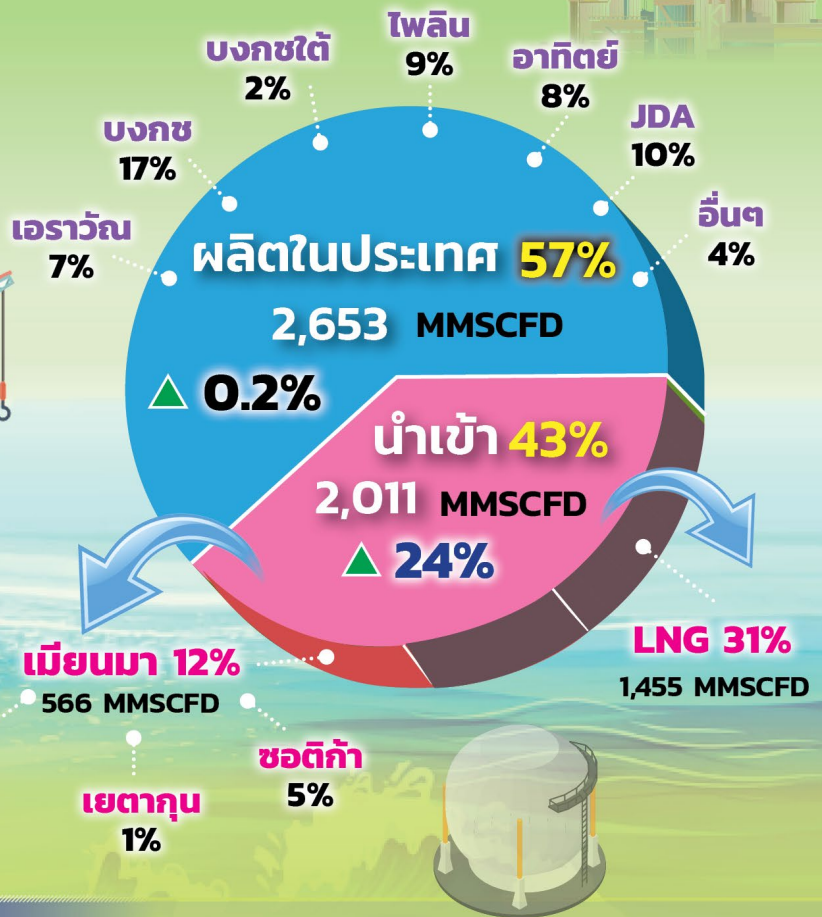 ไพลิน
9%
บงกชใต้
2%
อาทิตย์
8%
บงกช
17%
JDA
10%
เอราวัณ
7%
อื่นๆ
4%
ผลิตในประเทศ 57%
2,653 MMSCFD
▲ 0.2%
นำเข้า 43%
2,011 MMSCFD
▲ 24%
เมียนมา 12%
566 MMSCFD
LNG 31%
1,455 MMSCFD
ซอติก้า
5%
เยตากุน
1%